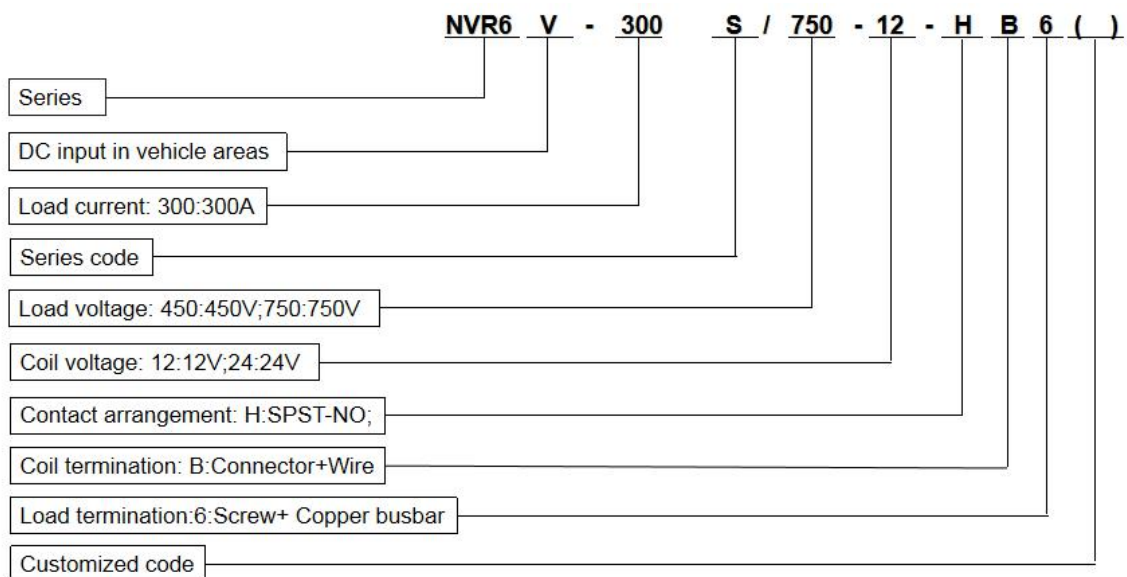 NVR6 V - 300 S / 750 - 12 - H B 6 ( )
Series
DC input in vehicle areas
Load current: 300:300A
Series code
Load voltage: 450:450V;750:750V
Coil voltage: 12:12V;24:24V
Contact arrangement: H:SPST-NO;
Coil termination: B:Connector+Wire
Load termination:6:Screw+ Copper busbar
Customized code